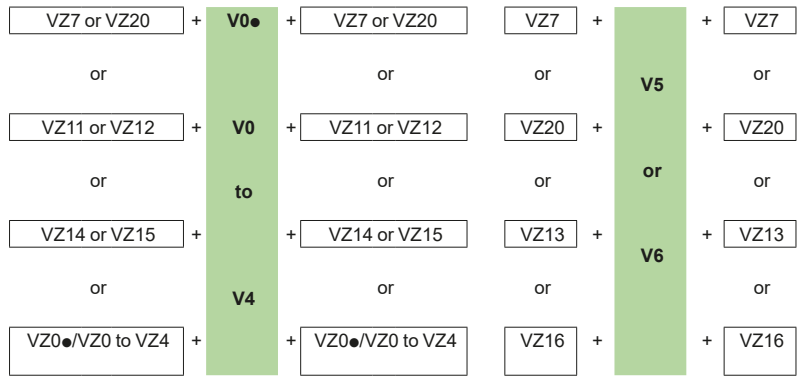 VZ7 or VZ20 + V0● + VZ7 or VZ20 VZ7 + + VZ7
or or or or
V5
VZ11 or VZ12 + V0 + VZ11 or VZ12 VZ20 + + VZ20
or to or or or or
VZ14 or VZ15 + + VZ14 or VZ15 VZ13 + + VZ13
V6
or V4 or or or
VZ0●/VZ0 to VZ4 + + VZ0●/VZ0 to VZ4 VZ16 + + VZ16